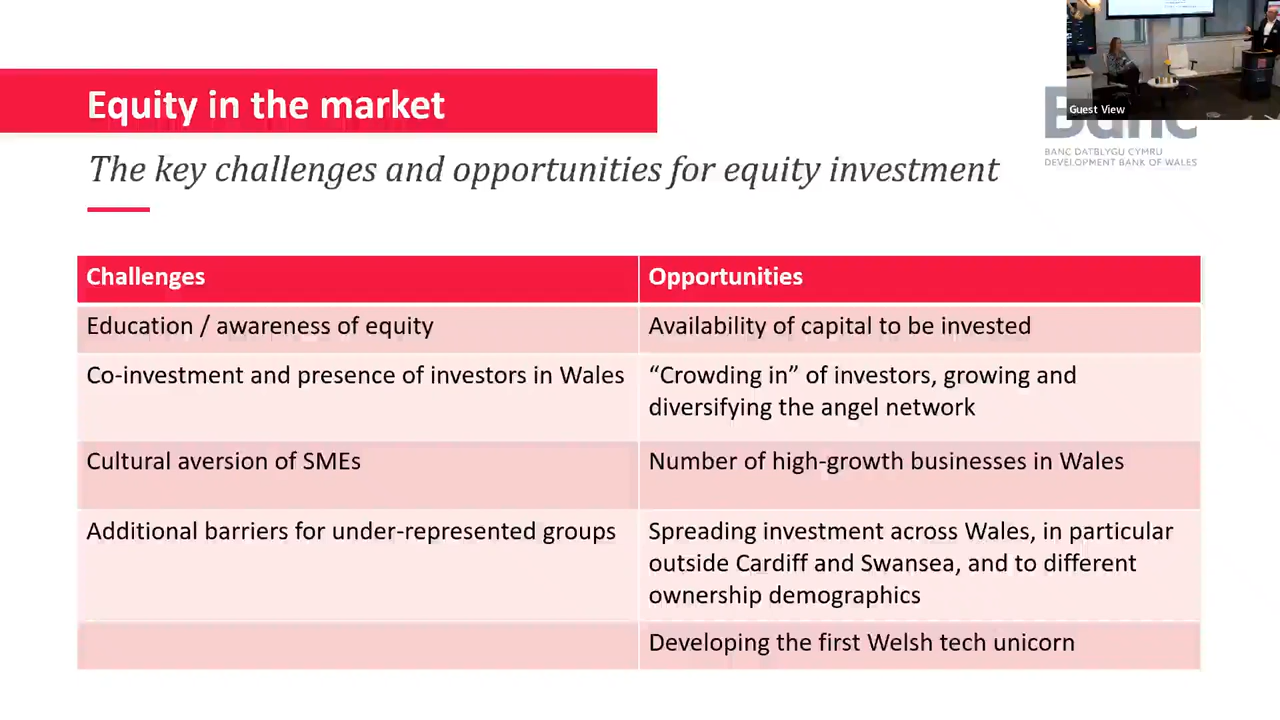 Equity in the market
The key challenges and opportunities for equity investment
Guest View
Banc
BANC DATBLYGU CYMRU
DEVELOPMENT BANK OF WALES
Challenges
Opportunities
Education / awareness of equity
Availability of capital to be invested
Co-investment and presence of investors in Wales
“Crowding in” of investors, growing and
diversifying the angel network
Cultural aversion of SMEs
Number of high-growth businesses in Wales
Additional barriers for under-represented groups
Spreading investment across Wales, in particular
outside Cardiff and Swansea, and to different
ownership demographics
Developing the first Welsh tech unicorn